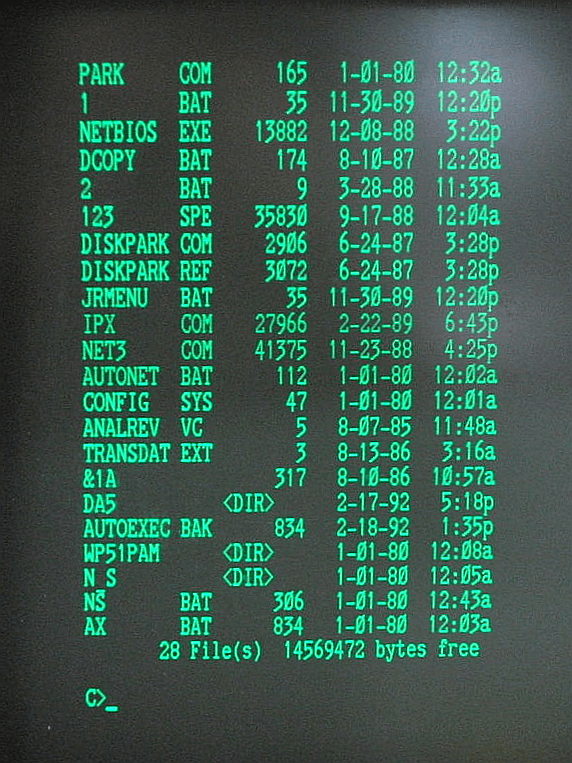 PARK COM 165 1-01-80 12:32a
1 BAT 35 11-30-89 12:20p
NETBIOS EXE 13882 12-08-88 3:22p
DCOPY BAT 174 8-10-87 12:28a
2 BAT 9 3-28-88 11:33a
123 SPE 35830 9-17-88 12:04a
DISKPARK COM 2906 6-24-87 3:28p
DISKPARK REF 3072 6-24-87 3:28p
JRMENU BAT 35 11-30-89 12:20p
IPX COM 27966 2-22-89 6:43p
NET3 COM 41375 11-23-88 4:25p
AUTONET BAT 112 1-01-80 12:02a
CONFIG SYS 47 1-01-80 12:01a
ANALREV VC 5 8-07-85 11:48a
TRANSDAT EXT 3 8-13-86 3:16a
&1A 317 8-10-86 10:57a
DA5 <DIR> 2-17-92 5:18p
AUTOEXEC BAK 834 2-18-92 1:35p
WP51PAM <DIR> 1-01-80 12:08a
N_S <DIR> 1-01-80 12:05a
NS BAT 306 1-01-80 12:43a
AX BAT 834 1-01-80 12:03a
28 File(s) 14569472 bytes free
C>_